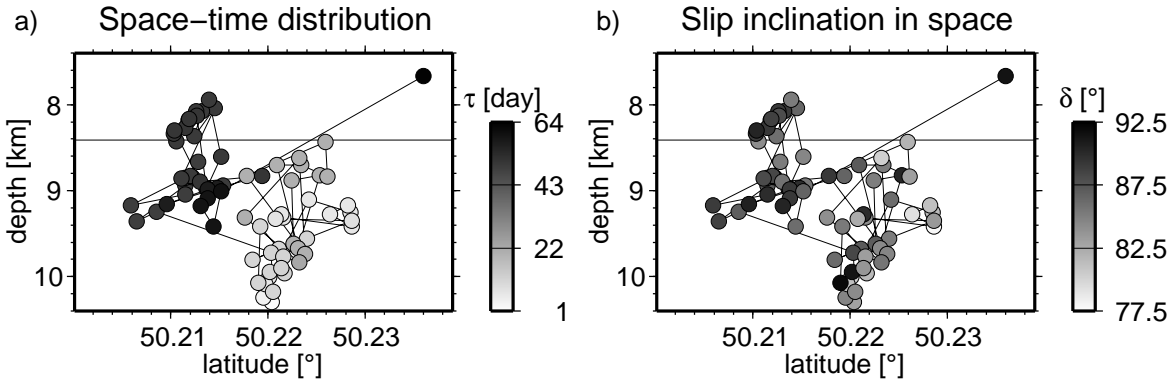 a) Space−time distribution
8
9
10
depth [km]
50.21 50.22 50.23
latitude [°]
τ [day]
64
43
22
1
b) Slip inclination in space
8
9
10
depth [km]
50.21 50.22 50.23
latitude [°]
δ [°]
92.5
87.5
82.5
77.5